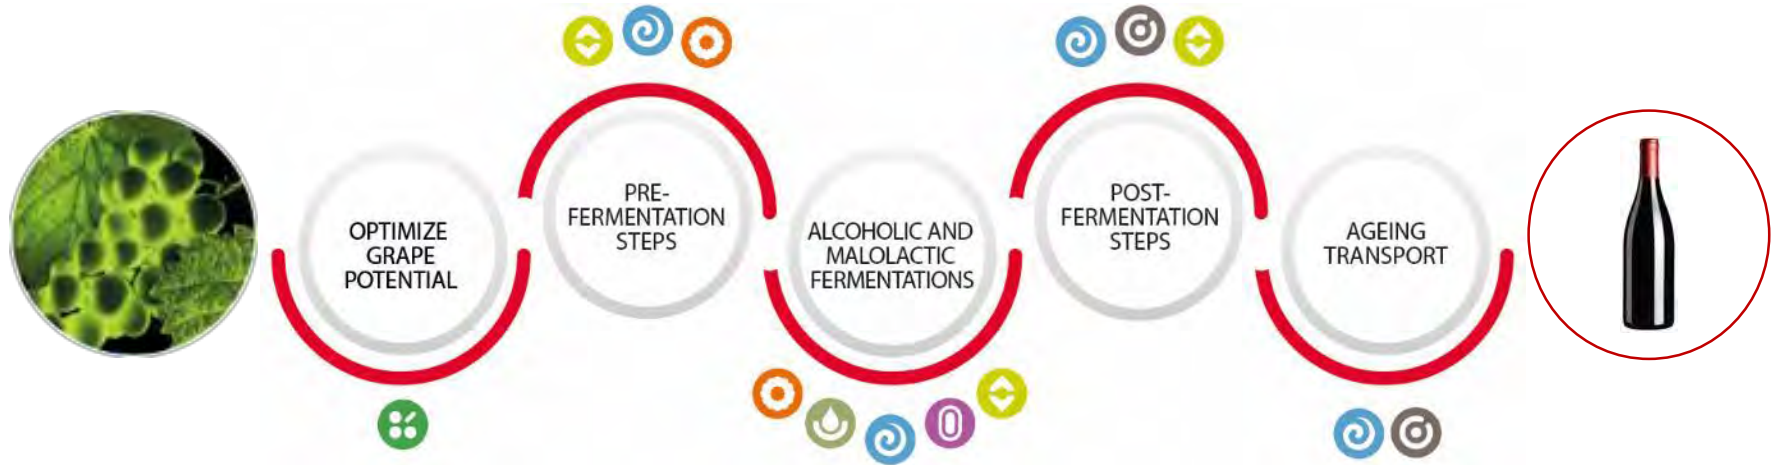 OPTIMIZE
GRAPE
POTENTIAL
PRE-
FERMENTATION
STEPS
ALCOHOLIC AND
MALOLACTIC
FERMENTATIONS
POST-
FERMENTATION
STEPS
AGEING
TRANSPORT